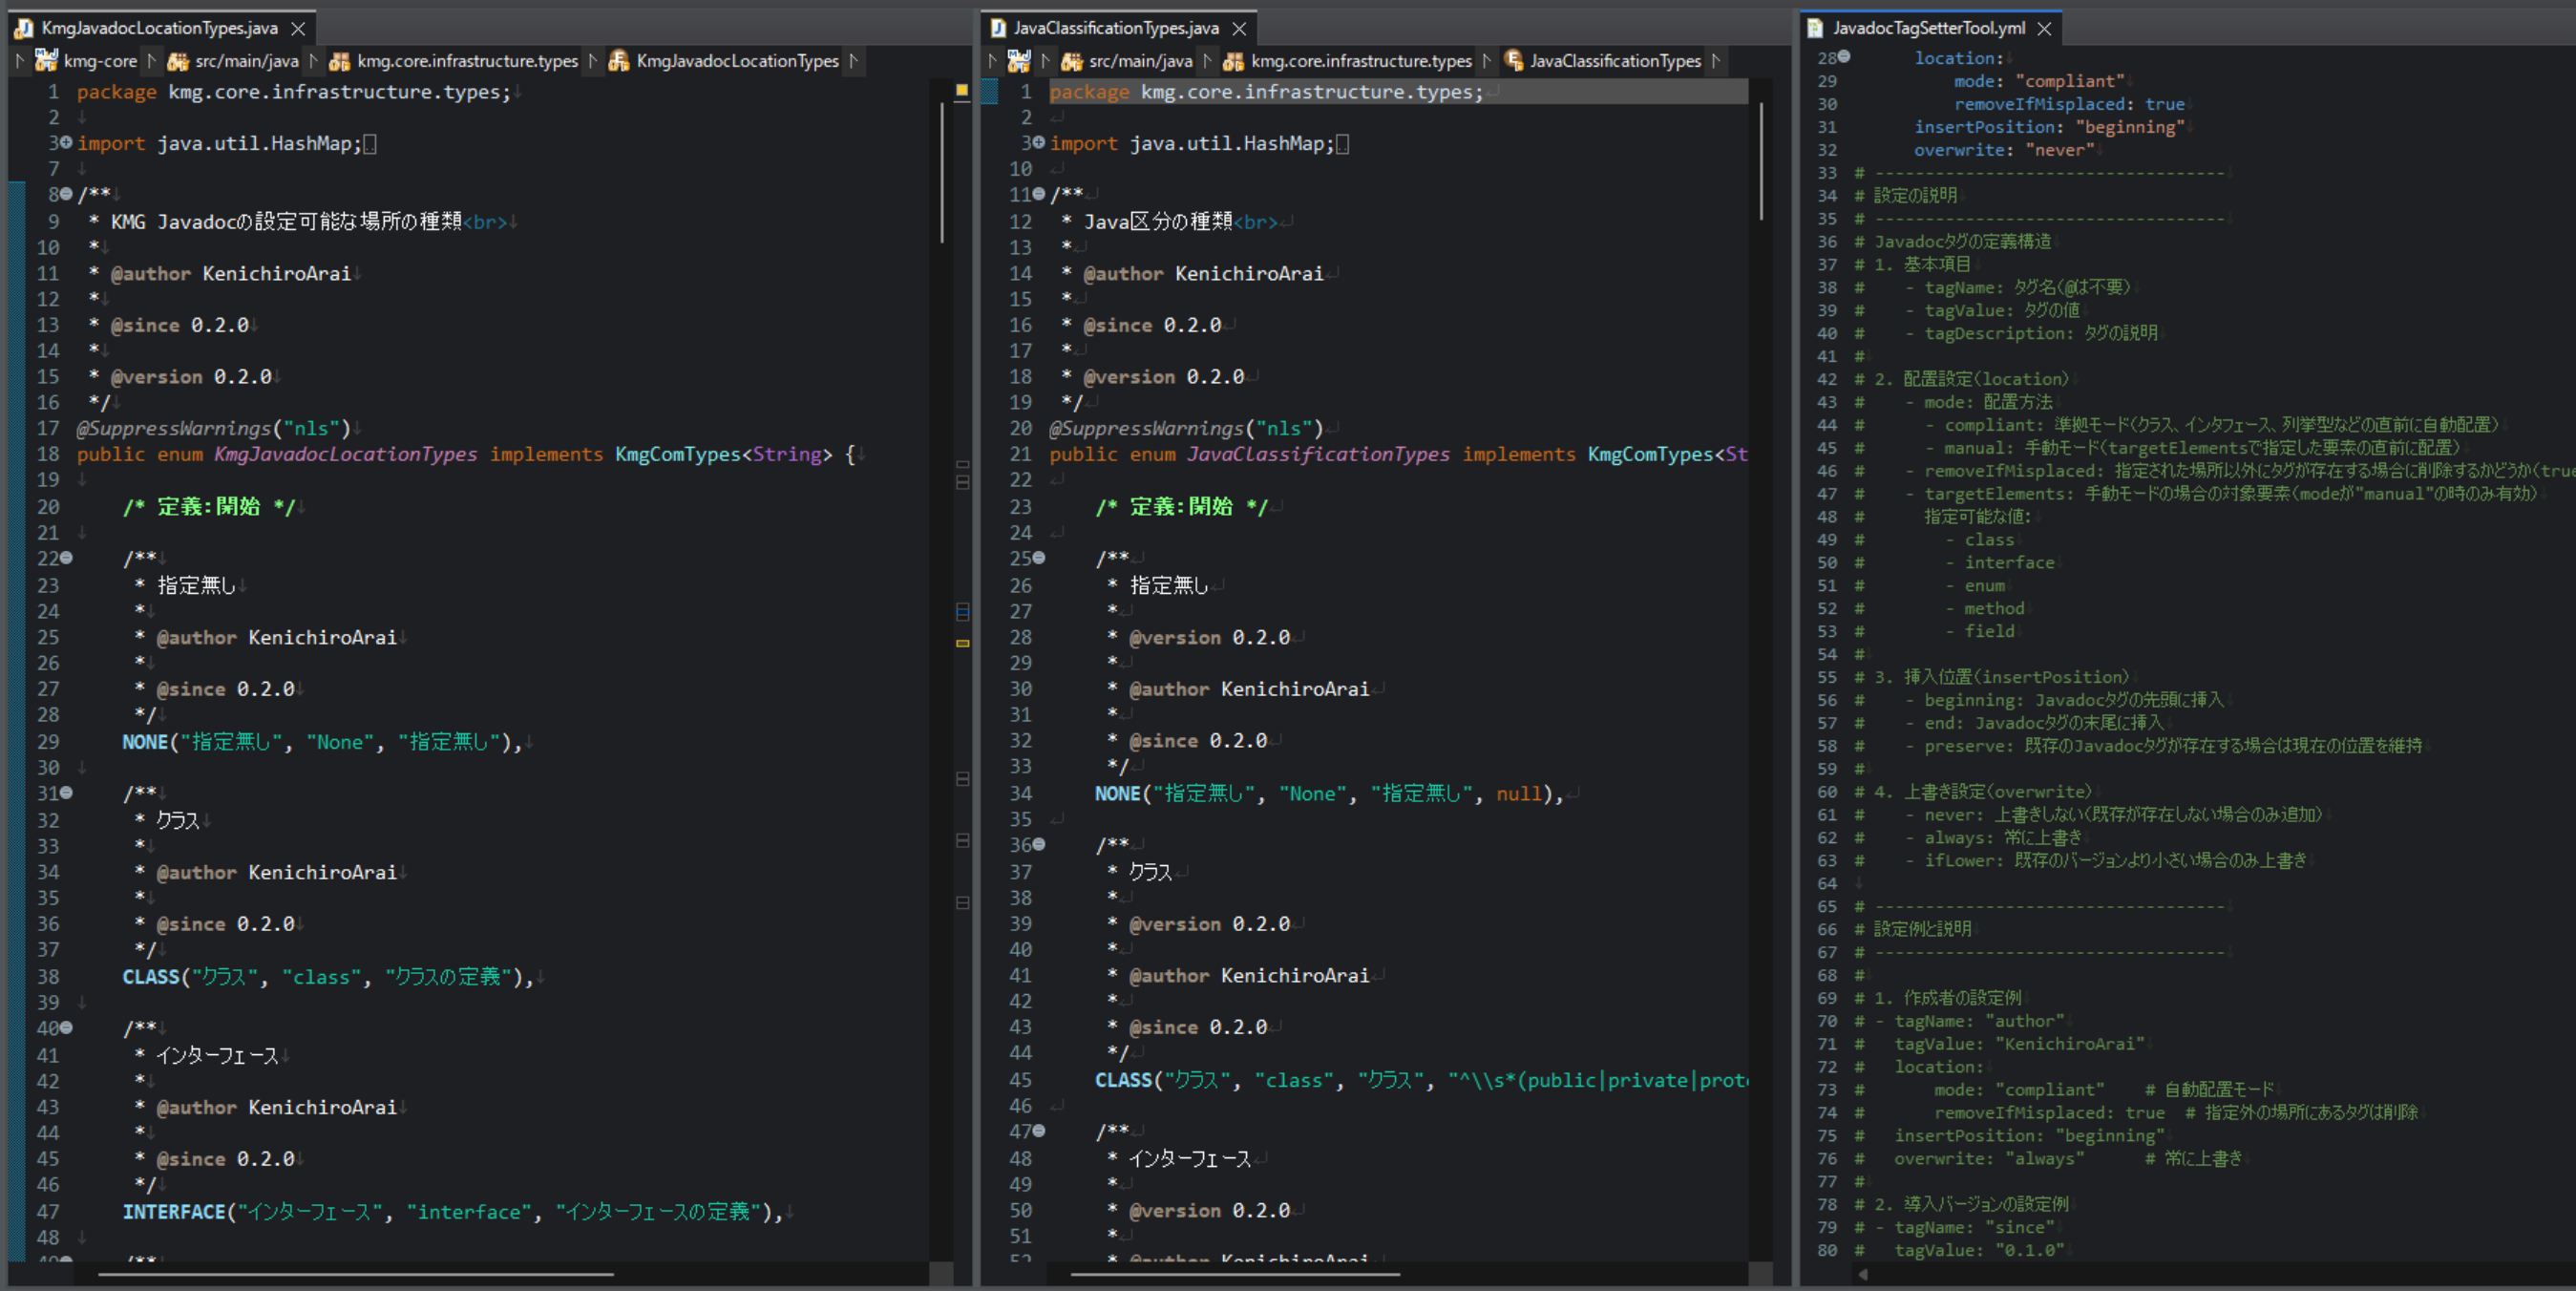 KmgJavadocLocationTypes.java
kmg-core src/main/java kmg.core.infrastructure.types KmgJavadocLocationTypes
1 package kmg.core.infrastructure.types;
2
3 import java.util.HashMap;
7
8 /**
9 * KMG Javadocの設定可能な場所の種類<br>
10 *
11 * @author KenichiroArai
12 *
13 * @since 0.2.0
14 *
15 * @version 0.2.0
16 */
17 @SuppressWarnings("nls")
18 public enum KmgJavadocLocationTypes implements KmgComTypes<String> {
19
20 /* 定義:開始 */
21
22 /**
23 * 指定無し
24 *
25 * @author KenichiroArai
26 *
27 * @since 0.2.0
28 */
29 NONE("指定無し", "None", "指定無し"),
30
31 /**
32 * クラス
33 *
34 * @author KenichiroArai
35 *
36 * @since 0.2.0
37 */
38 CLASS("クラス", "class", "クラスの定義"),
39
40 /**
41 * インターフェース
42 *
43 * @author KenichiroArai
44 *
45 * @since 0.2.0
46 */
47 INTERFACE("インターフェース", "interface", "インターフェースの定義"),
48
49 /**
JavaClassificationTypes.java
src/main/java kmg.core.infrastructure.types JavaClassificationTypes
1 package kmg.core.infrastructure.types;
2
3 import java.util.HashMap;
10
11 /**
12 * Java区分の種類<br>
13 *
14 * @author KenichiroArai
15 *
16 * @since 0.2.0
17 *
18 * @version 0.2.0
19 */
20 @SuppressWarnings("nls")
21 public enum JavaClassificationTypes implements KmgComTypes<St
22
23 /* 定義:開始 */
24
25 /**
26 * 指定無し
27 *
28 * @version 0.2.0
29 *
30 * @author KenichiroArai
31 *
32 * @since 0.2.0
33 */
34 NONE("指定無し", "None", "指定無し", null),
35
36 /**
37 * クラス
38 *
39 * @version 0.2.0
40 *
41 * @author KenichiroArai
42 *
43 * @since 0.2.0
44 */
45 CLASS("クラス", "class", "クラス", "^\\s*(public|private|prot
46
47 /**
48 * インターフェース
49 *
50 * @version 0.2.0
51 *
52 * @author KenichiroArai
JavadocTagSetterTool.yml
28 location:
29 mode: "compliant"
30 removeIfMisplaced: true
31 insertPosition: "beginning"
32 overwrite: "never"
33 # -----------------------------------
34 # 設定の説明
35 # -----------------------------------
36 # Javadocタグの定義構造
37 # 1. 基本項目
38 # - tagName: タグ名(@は不要)
39 # - tagValue: タグの値
40 # - tagDescription: タグの説明
41 #
42 # 2. 配置設定(location)
43 # - mode: 配置方法
44 # - compliant: 準拠モード(クラス、インタフェース、列挙型などの直前に自動配置)
45 # - manual: 手動モード(targetElementsで指定した要素の直前に配置)
46 # - removeIfMisplaced: 指定された場所以外にタグが存在する場合に削除するかどうか(true
47 # - targetElements: 手動モードの場合の対象要素(modeが"manual"の時のみ有効)
48 # 指定可能な値:
49 # - class
50 # - interface
51 # - enum
52 # - method
53 # - field
54 #
55 # 3. 挿入位置(insertPosition)
56 # - beginning: Javadocタグの先頭に挿入
57 # - end: Javadocタグの末尾に挿入
58 # - preserve: 既存のJavadocタグが存在する場合は現在の位置を維持
59 #
60 # 4. 上書き設定(overwrite)
61 # - never: 上書きしない(既存が存在しない場合のみ追加)
62 # - always: 常に上書き
63 # - ifLower: 既存のバージョンより小さい場合のみ上書き
64
65 # -----------------------------------
66 # 設定例と説明
67 # -----------------------------------
68 #
69 # 1. 作成者の設定例
70 # - tagName: "author"
71 # tagValue: "KenichiroArai"
72 # location:
73 # mode: "compliant" # 自動配置モード
74 # removeIfMisplaced: true # 指定外の場所にあるタグは削除
75 # insertPosition: "beginning"
76 # overwrite: "always" # 常に上書き
77 #
78 # 2. 導入バージョンの設定例
79 # - tagName: "since"
80 # tagValue: "0.1.0"